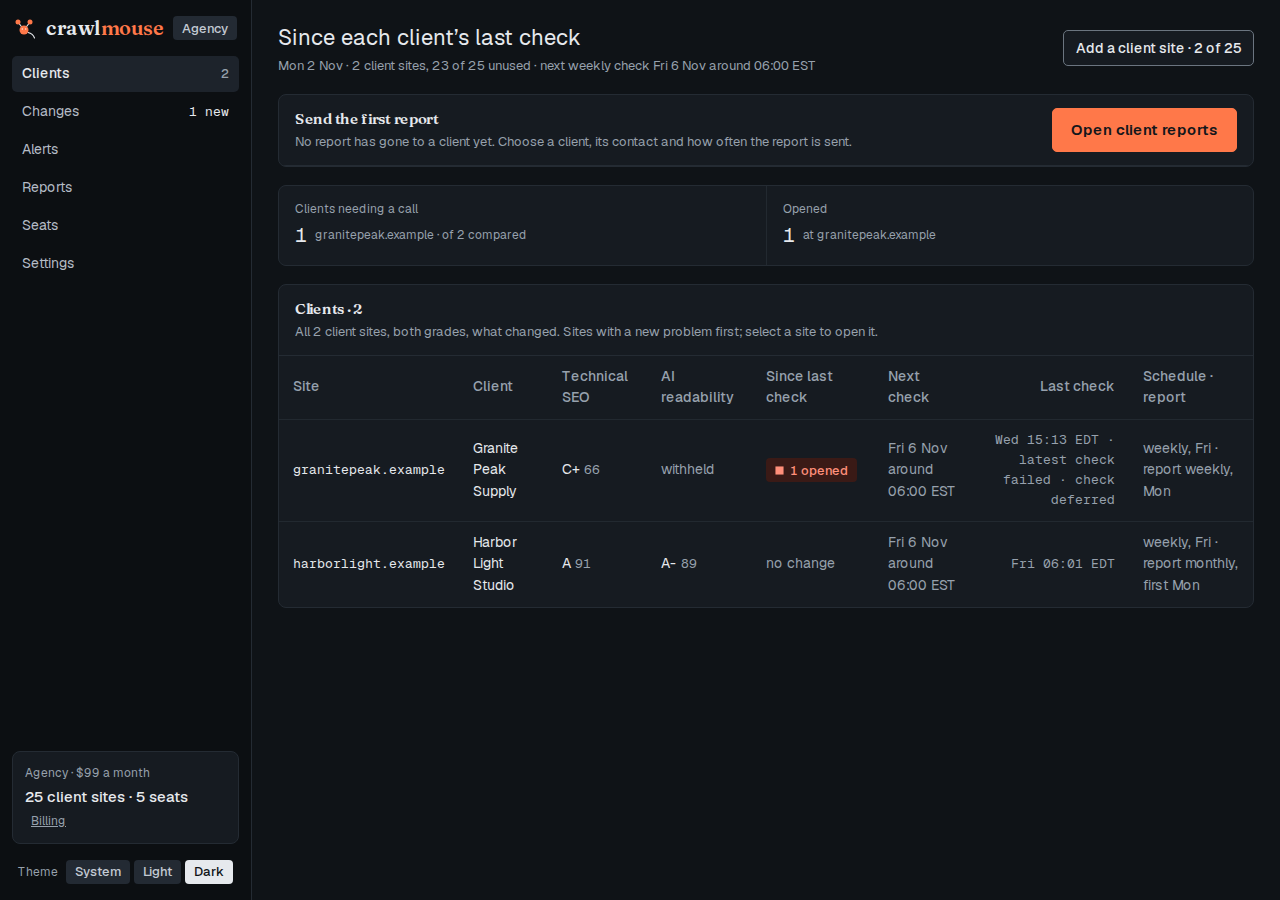 crawlmouse Agency
Clients 2
Changes 1 new
Alerts
Reports
Seats
Settings
Agency · $99 a month
25 client sites · 5 seats
Billing
Theme System Light Dark
Since each client’s last check
Mon 2 Nov · 2 client sites, 23 of 25 unused · next weekly check Fri 6 Nov around 06:00 EST
Add a client site · 2 of 25
Send the first report
No report has gone to a client yet. Choose a client, its contact and how often the report is sent.
Open client reports
Clients needing a call
1 granitepeak.example · of 2 compared
Opened
1 at granitepeak.example
Clients · 2
All 2 client sites, both grades, what changed. Sites with a new problem first; select a site to open it.
Site
Client
Technical
SEO
AI
readability
Since last
check
Next
check
Last check
Schedule ·
report
granitepeak.example
Granite
Peak
Supply
C+ 66
withheld
1 opened
Fri 6 Nov
around
06:00 EST
Wed 15:13 EDT ·
latest check
failed · check
deferred
weekly, Fri ·
report weekly,
Mon
harborlight.example
Harbor
Light
Studio
A 91
A- 89
no change
Fri 6 Nov
around
06:00 EST
Fri 06:01 EDT
weekly, Fri ·
report monthly,
first Mon